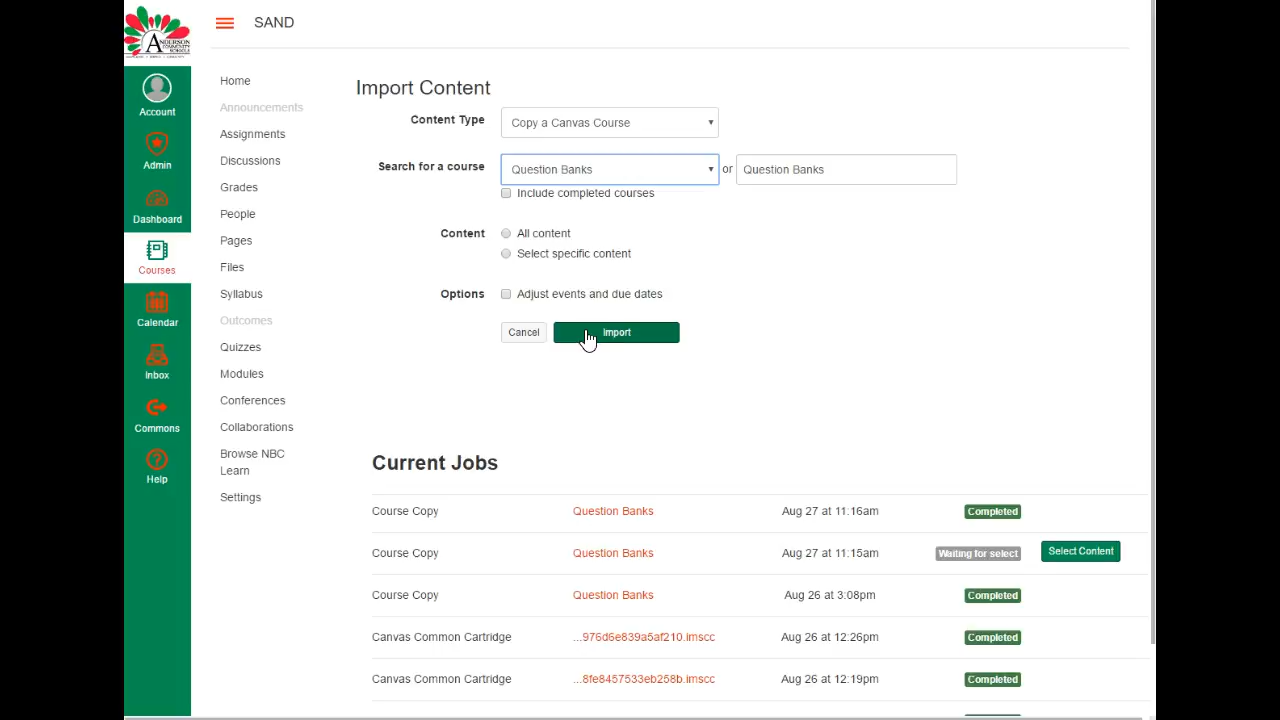 ANDERSON
COMMUNITY
SCHOOLS
SAND
Account
Admin
Dashboard
Courses
Calendar
Inbox
Commons
Help
Home
Announcements
Assignments
Discussions
Grades
People
Pages
Files
Syllabus
Outcomes
Quizzes
Modules
Conferences
Collaborations
Browse NBC
Learn
Settings
Import Content
Content Type Copy a Canvas Course
Search for a course Question Banks or Question Banks
Include completed courses
Content All content
Select specific content
Options Adjust events and due dates
Cancel Import
Current Jobs
Course Copy Question Banks Aug 27 at 11:16am Completed
Course Copy Question Banks Aug 27 at 11:15am Waiting for select Select Content
Course Copy Question Banks Aug 26 at 3:08pm Completed
Canvas Common Cartridge ...976d6e839a5af210.imscc Aug 26 at 12:26pm Completed
Canvas Common Cartridge ...8fe8457533eb258b.imscc Aug 26 at 12:19pm Completed